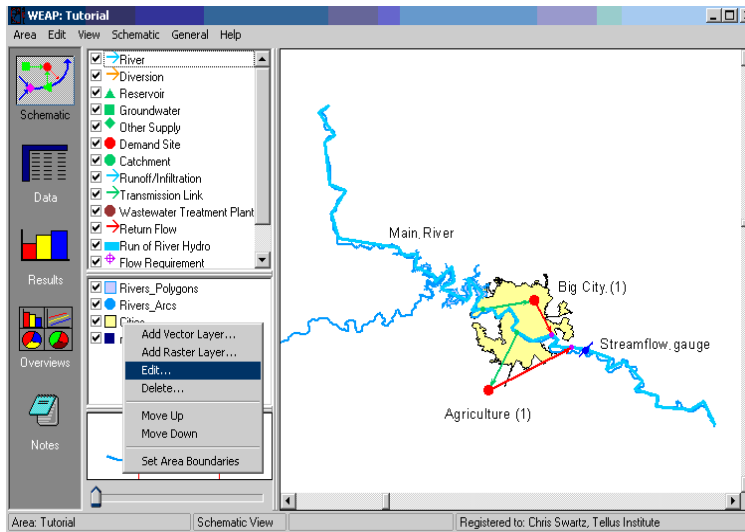 WEAP: Tutorial
Area Edit View Schematic General Help
Schematic
Data
Results
Overviews
Notes
River
Diversion
Reservoir
Groundwater
Other Supply
Demand Site
Catchment
Runoff/Infiltration
Transmission Link
Wastewater Treatment Plant
Return Flow
Run of River Hydro
Flow Requirement
Rivers_Polygons
Rivers_Arcs
Cities
Add Vector Layer...
Add Raster Layer...
Edit...
Delete...
Move Up
Move Down
Set Area Boundaries
Main River
Big City (1)
Streamflow gauge
Agriculture (1)
Area: Tutorial
Schematic View
Registered to: Chris Swartz, Tellus Institute